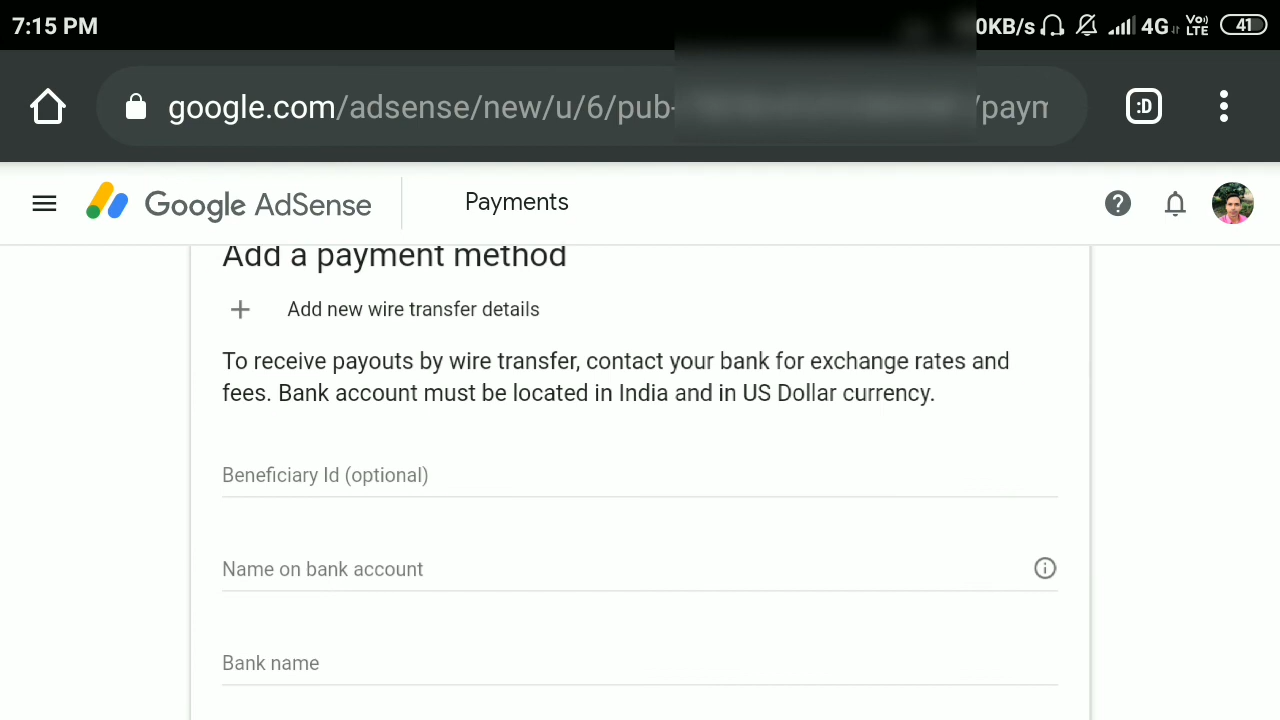 7:15 PM
0KB/s 4G Vo) LTE 41
google.com/adsense/new/u/6/pub- /paym
:D
Google AdSense
Payments
Add a payment method
Add new wire transfer details
To receive payouts by wire transfer, contact your bank for exchange rates and
fees. Bank account must be located in India and in US Dollar currency.
Beneficiary Id (optional)
Name on bank account
Bank name